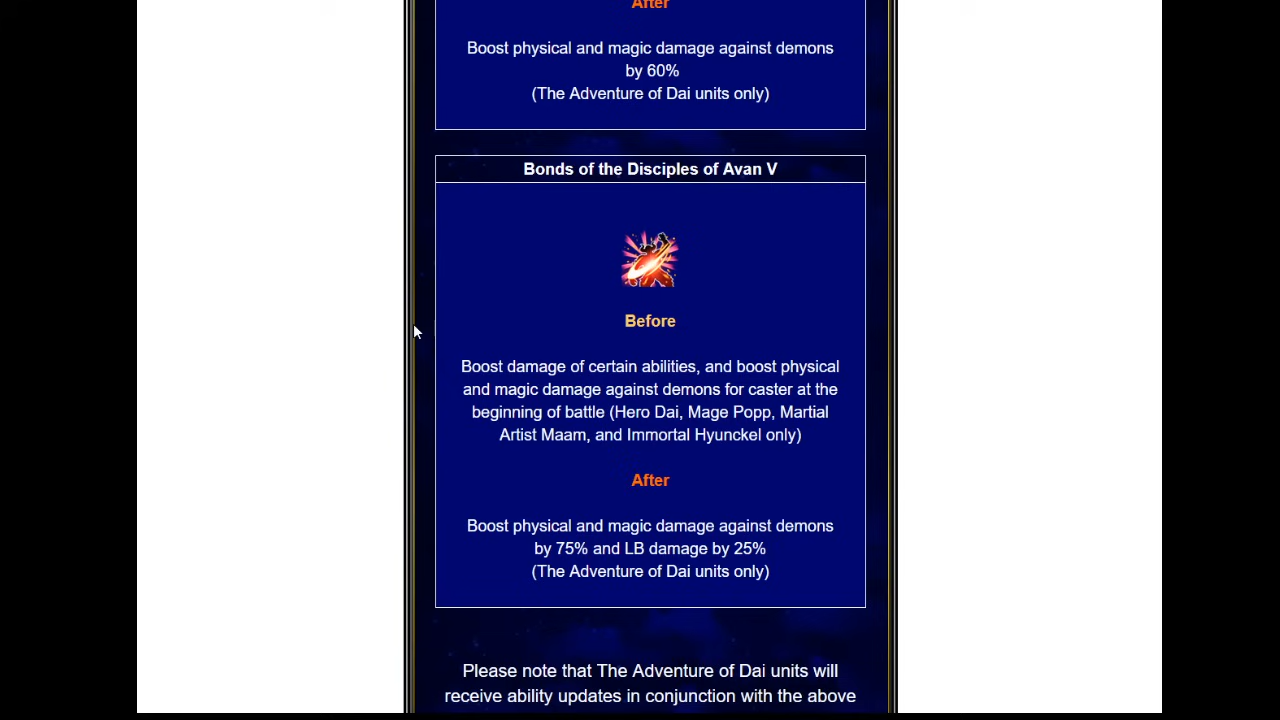 After
Boost physical and magic damage against demons
by 60%
(The Adventure of Dai units only)
Bonds of the Disciples of Avan V
Before
Boost damage of certain abilities, and boost physical
and magic damage against demons for caster at the
beginning of battle (Hero Dai, Mage Popp, Martial
Artist Maam, and Immortal Hyunckel only)
After
Boost physical and magic damage against demons
by 75% and LB damage by 25%
(The Adventure of Dai units only)
Please note that The Adventure of Dai units will
receive ability updates in conjunction with the above